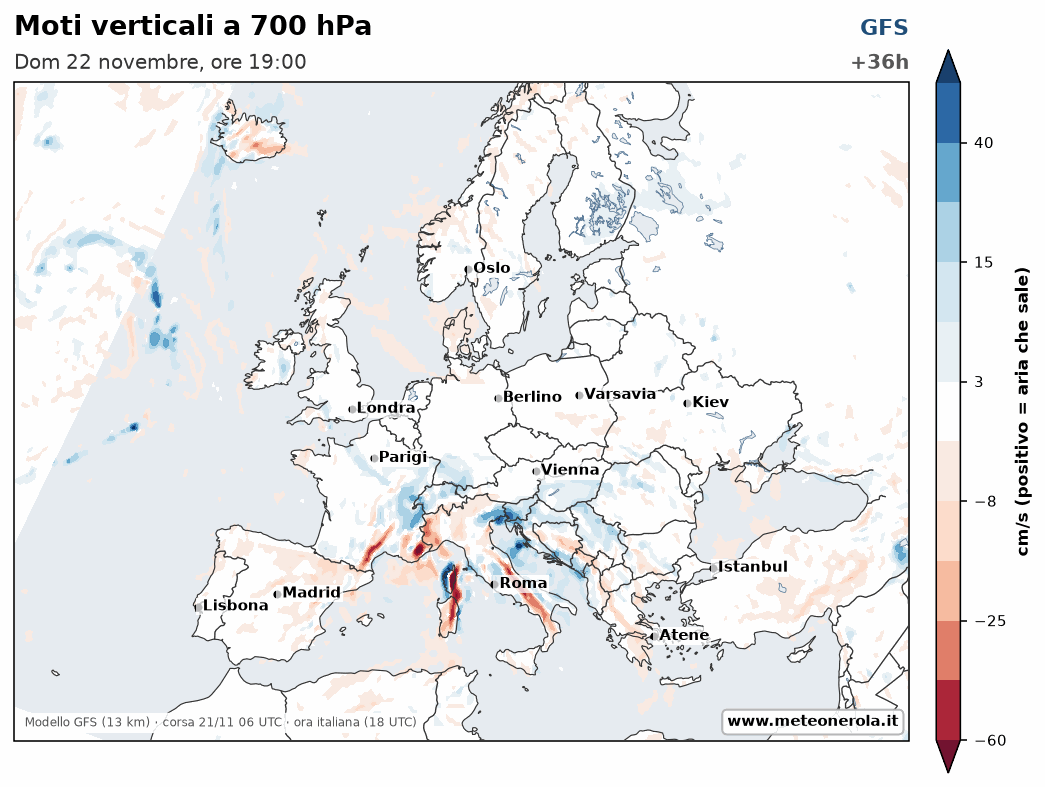 Moti verticali a 700 hPa
GFS
Dom 22 novembre, ore 19:00
+36h
40
15
3
−8
−25
−60
cm/s (positivo = aria che sale)
Oslo
Berlino
Varsavia
Kiev
Londra
Parigi
Vienna
Istanbul
Roma
Madrid
Lisbona
Atene
Modello GFS (13 km) · corsa 21/11 06 UTC · ora italiana (18 UTC)
www.meteonerola.it